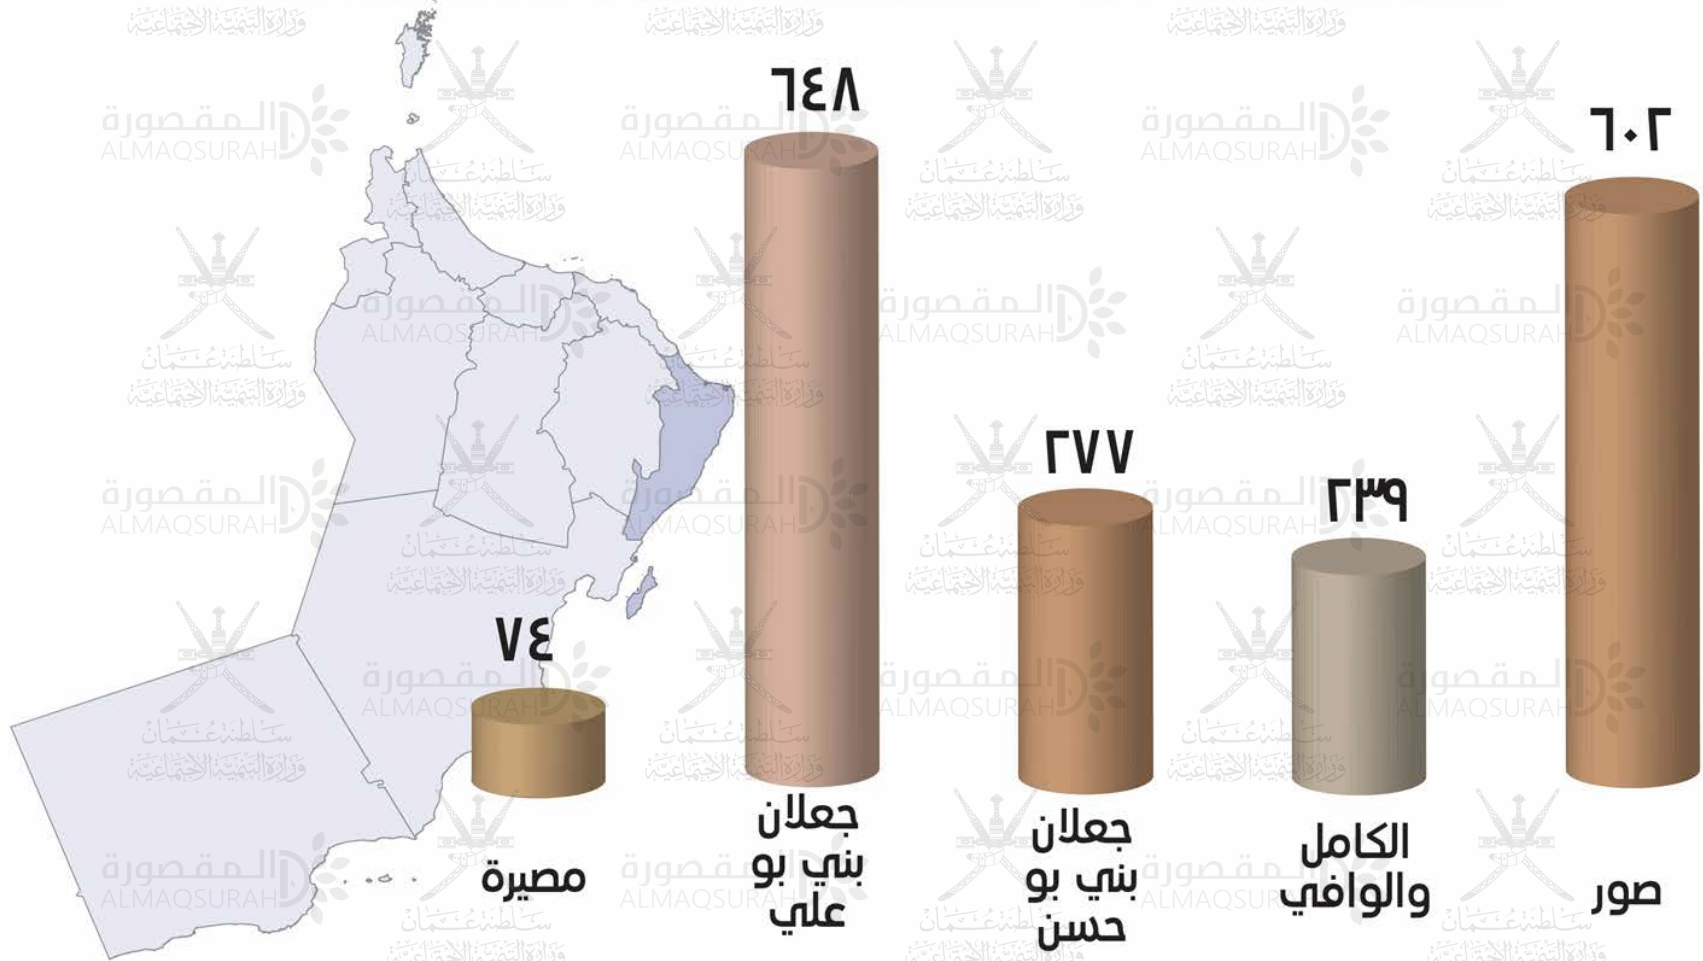 ٦٠٢
٢٣٩
٢٧٧
٦٤٨
٧٤
صور
الكامل
والوافي
جعلان
بني بو
حسن
جعلان
بني بو
علي
مصيرة
المقصورة
ALMAQSURAH
سلطنة عمان
وزارة التنمية الاجتماعية